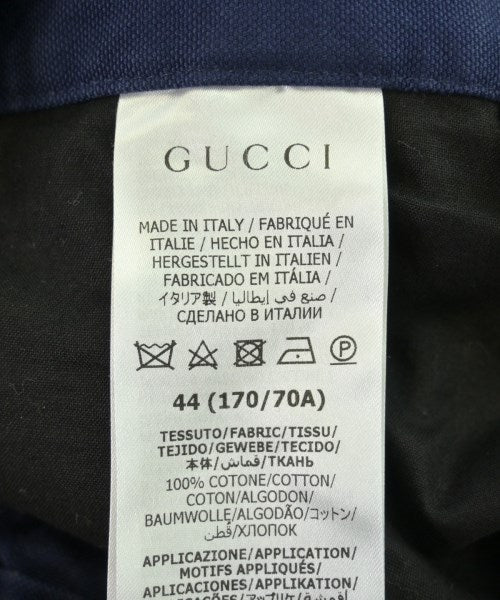 GUCCI
MADE IN ITALY / FABRIQUÉ EN
ITALIE / HECHO EN ITALIA /
HERGESTELLT IN ITALIEN /
FABRICADO EM ITÁLIA /
イタリア製 / صنع في إيطاليا /
СДЕЛАНО В ИТАЛИИ
P
44 (170/70A)
TESSUTO/FABRIC/TISSU/
TEJIDO/GEWEBE/TECIDO/
本体/قماش/ТКАНЬ
100% COTONE/COTTON/
COTON/ALGODON/
BAUMWOLLE/ALGODÃO/コットン/
قطن/ХЛОПОК
APPLICAZIONE/APPLICATION/
MOTIFS APPLIQUÉS/
APLICACIONES/APPLIKATION/